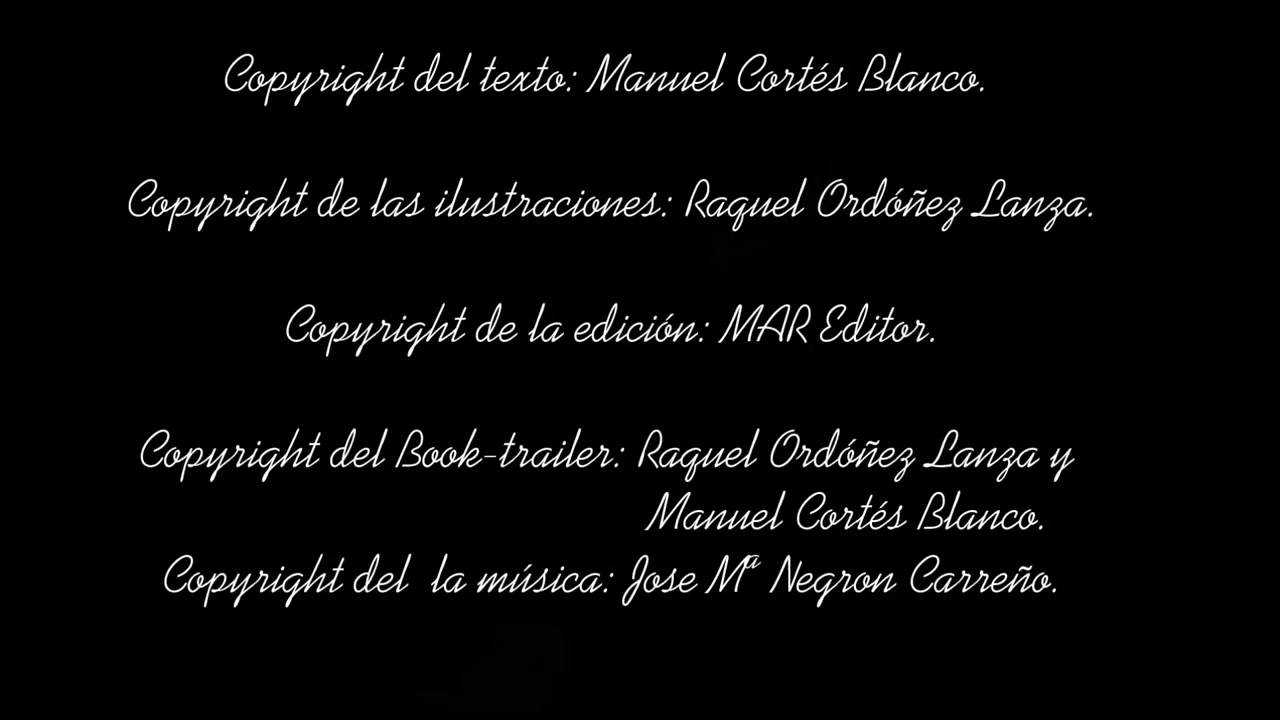 Copyright del texto: Manuel Cortés Blanco.
Copyright de las ilustraciones: Raquel Ordóñez Lanza.
Copyright de la edición: MAR Editor.
Copyright del Book-trailer: Raquel Ordóñez Lanza y
Manuel Cortés Blanco.
Copyright del la música: Jose Mª Negron Carreño.